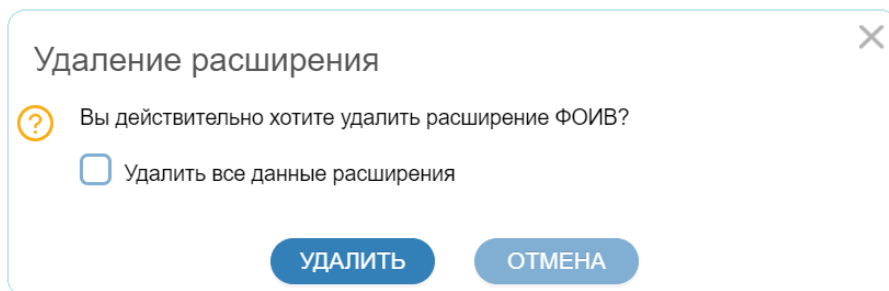 Удаление расширения
Вы действительно хотите удалить расширение ФОИВ?
Удалить все данные расширения
УДАЛИТЬ ОТМЕНА